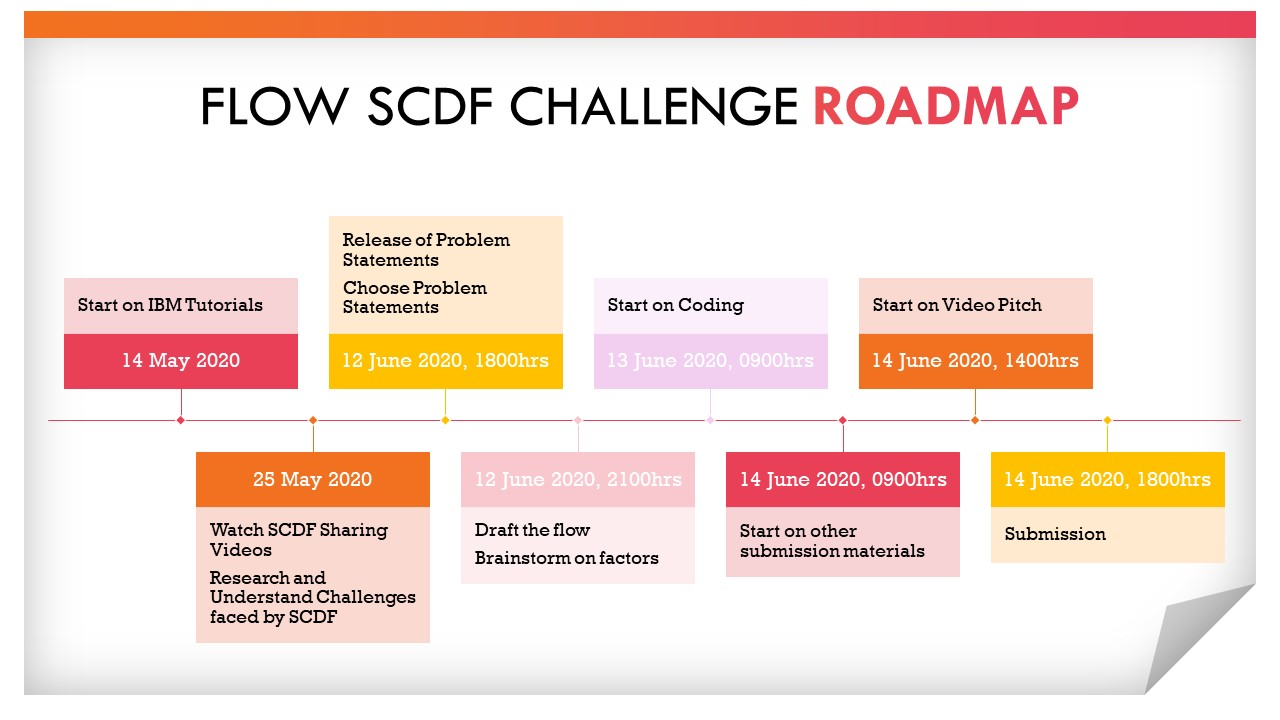 FLOW SCDF CHALLENGE ROADMAP
Start on IBM Tutorials
14 May 2020
25 May 2020
Watch SCDF Sharing
Videos
Research and
Understand Challenges
faced by SCDF
Release of Problem
Statements
Choose Problem
Statements
12 June 2020, 1800hrs
12 June 2020, 2100hrs
Draft the flow
Brainstorm on factors
Start on Coding
13 June 2020, 0900hrs
14 June 2020, 0900hrs
Start on other
submission materials
Start on Video Pitch
14 June 2020, 1400hrs
14 June 2020, 1800hrs
Submission